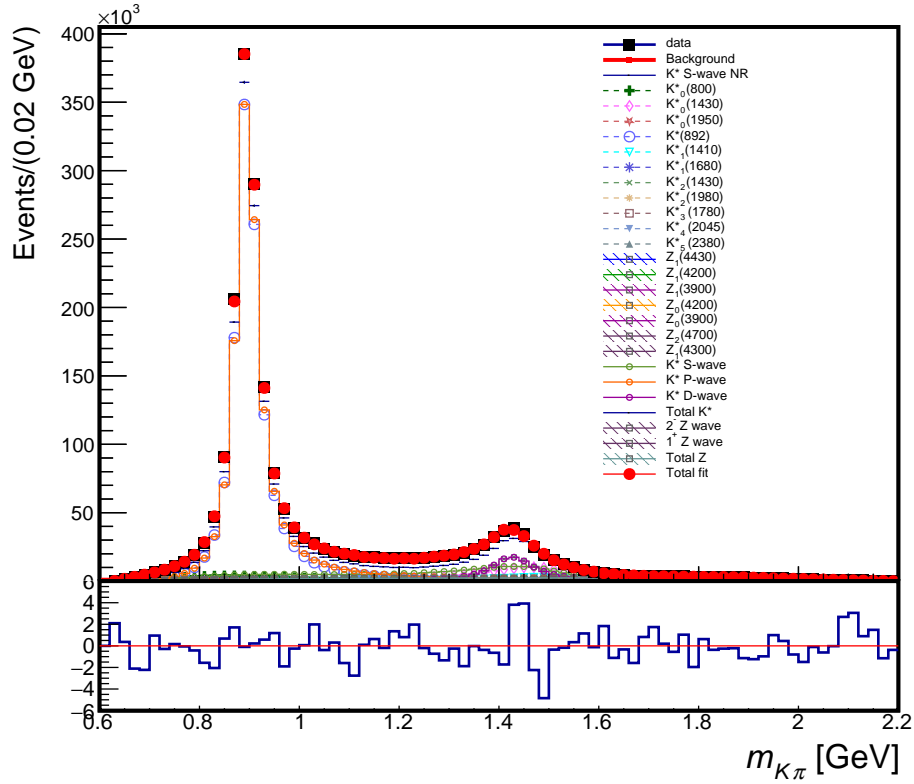 ×10³
Events/(0.02 GeV)
400
350
300
250
200
150
100
50
0
data
Background
K* S-wave NR
K*₀(800)
K*₀(1430)
K*₀(1950)
K*(892)
K*₁(1410)
K*₁(1680)
K*₂(1430)
K*₂(1980)
K*₃(1780)
K*₄(2045)
K*₅(2380)
Z₁(4430)
Z₁(4200)
Z₁(3900)
Z₀(4200)
Z₀(3900)
Z₂(4700)
Z₁(4300)
K* S-wave
K* P-wave
K* D-wave
Total K*
2⁻ Z wave
1⁺ Z wave
Total Z
Total fit
4
2
0
−2
−4
−6
0.6 0.8 1 1.2 1.4 1.6 1.8 2 2.2
m_Kπ [GeV]